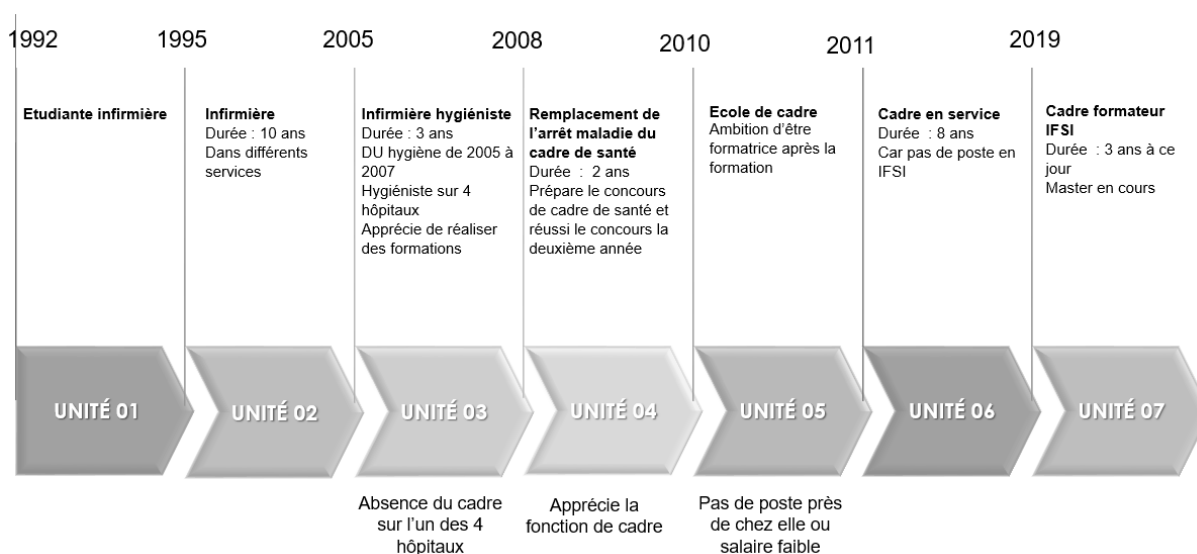 1992
1995
2005
2008
2010
2011
2019
Etudiante infirmière
Infirmière
Durée : 10 ans
Dans différents
services
Infirmière hygiéniste
Durée : 3 ans
DU hygiène de 2005 à
2007
Hygiéniste sur 4
hôpitaux
Apprécie de réaliser
des formations
Remplacement de
l’arrêt maladie du
cadre de santé
Durée : 2 ans
Prépare le concours
de cadre de santé et
réussi le concours la
deuxième année
Ecole de cadre
Ambition d’être
formatrice après la
formation
Cadre en service
Durée : 8 ans
Car pas de poste en
IFSI
Cadre formateur
IFSI
Durée : 3 ans à ce
jour
Master en cours
UNITÉ 01
UNITÉ 02
UNITÉ 03
UNITÉ 04
UNITÉ 05
UNITÉ 06
UNITÉ 07
Absence du cadre
sur l’un des 4
hôpitaux
Apprécie la
fonction de cadre
Pas de poste près
de chez elle ou
salaire faible